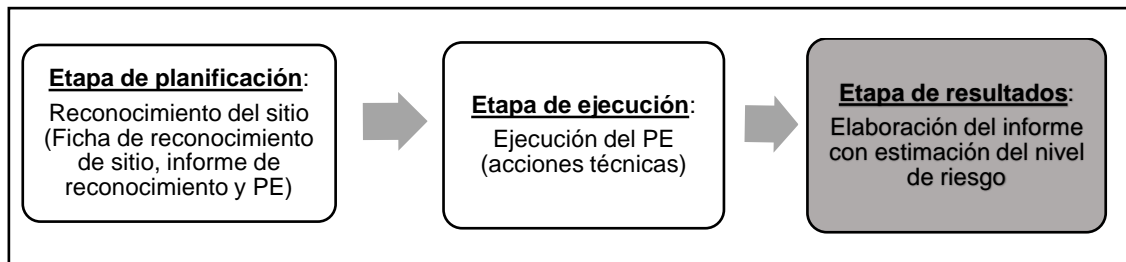 Etapa de planificación:
Reconocimiento del sitio
(Ficha de reconocimiento
de sitio, informe de
reconocimiento y PE)
Etapa de ejecución:
Ejecución del PE
(acciones técnicas)
Etapa de resultados:
Elaboración del informe
con estimación del nivel
de riesgo